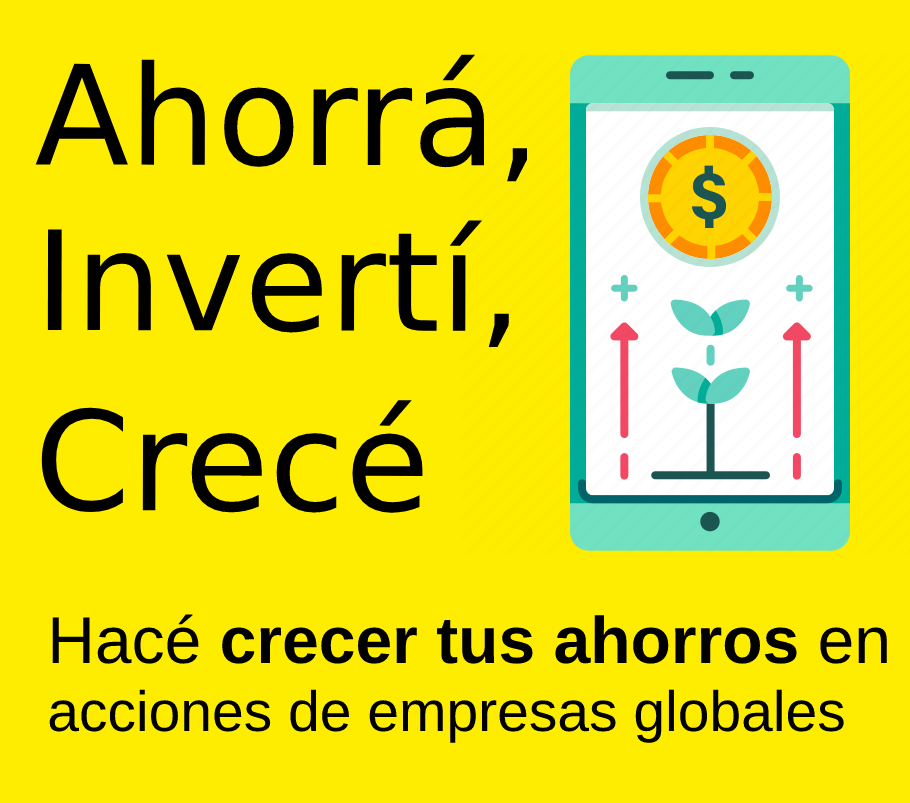 Ahorrá,
Invertí,
Crecé
$
Hacé crecer tus ahorros en
acciones de empresas globales